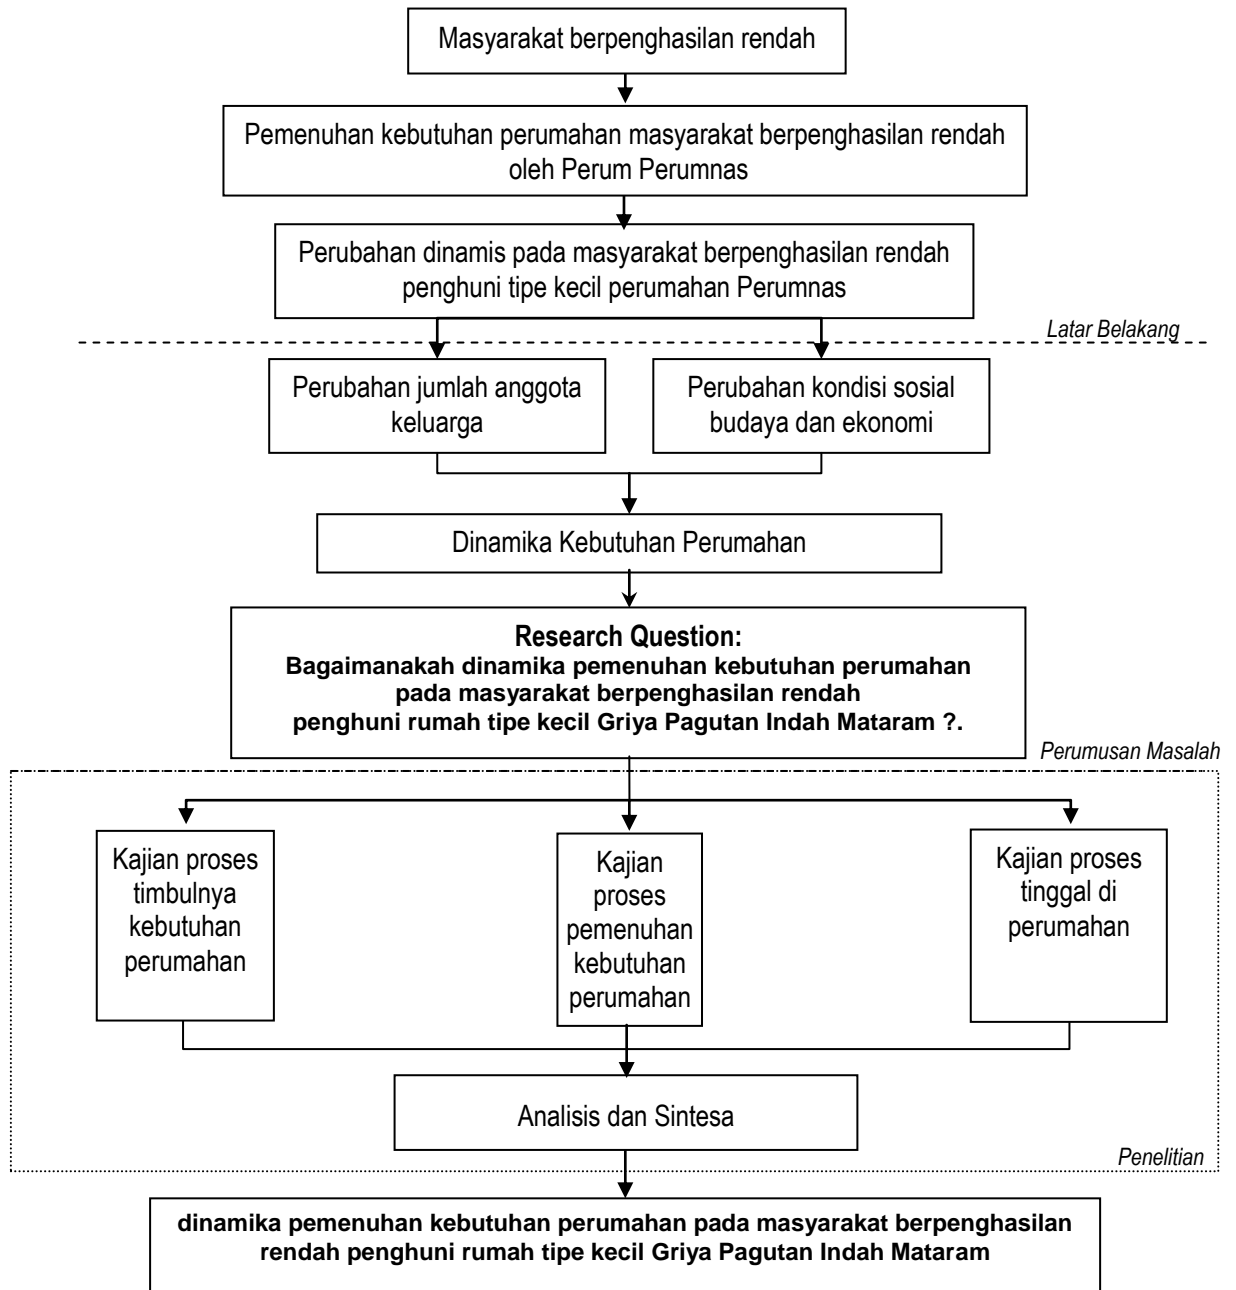 Masyarakat berpenghasilan rendah
Pemenuhan kebutuhan perumahan masyarakat berpenghasilan rendah
oleh Perum Perumnas
Perubahan dinamis pada masyarakat berpenghasilan rendah
penghuni tipe kecil perumahan Perumnas
Latar Belakang
Perubahan jumlah anggota
keluarga
Perubahan kondisi sosial
budaya dan ekonomi
Dinamika Kebutuhan Perumahan
Research Question:
Bagaimanakah dinamika pemenuhan kebutuhan perumahan
pada masyarakat berpenghasilan rendah
penghuni rumah tipe kecil Griya Pagutan Indah Mataram ?.
Perumusan Masalah
Kajian proses
timbulnya
kebutuhan
perumahan
Kajian
proses
pemenuhan
kebutuhan
perumahan
Kajian proses
tinggal di
perumahan
Analisis dan Sintesa
Penelitian
dinamika pemenuhan kebutuhan perumahan pada masyarakat berpenghasilan
rendah penghuni rumah tipe kecil Griya Pagutan Indah Mataram